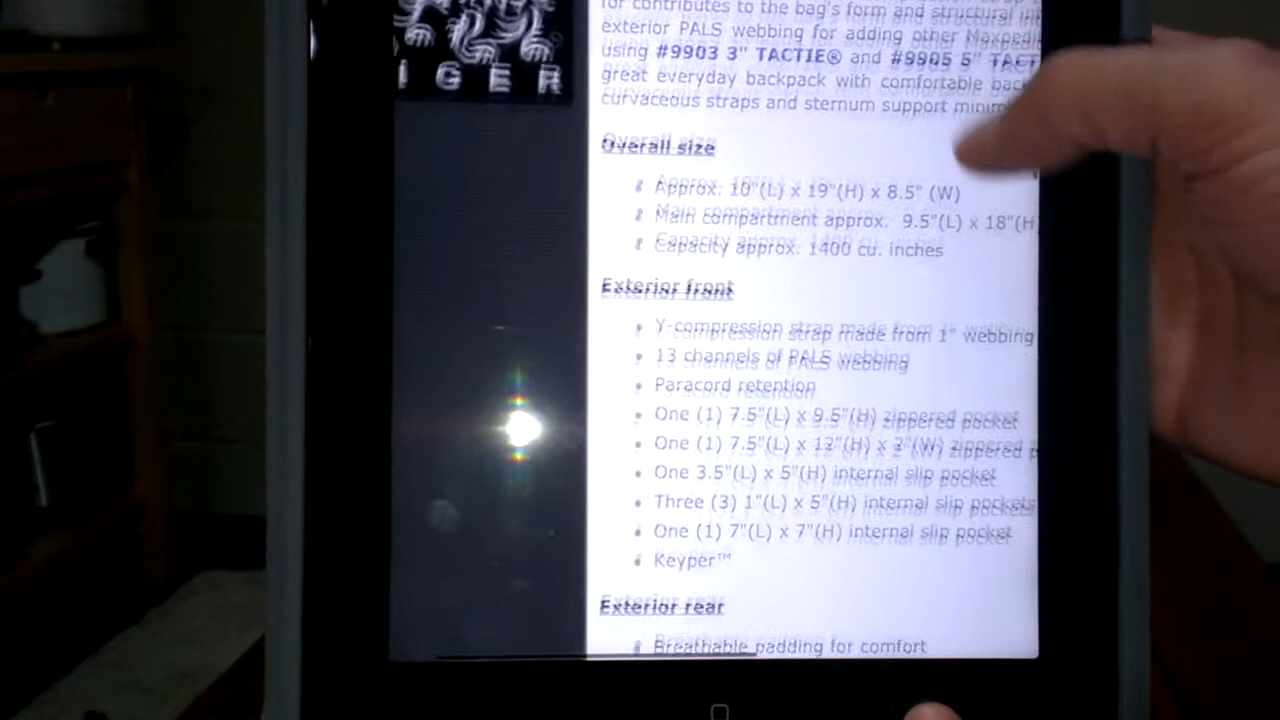 IGER
for contributes to the bag's form and structural
exterior PALS webbing for adding other
using #9903 3" TACTIE® and #9905 5"
great everyday backpack with comfortable
curvaceous straps and sternum support
Overall size
Approx. 10"(L) x 19"(H) x 8.5" (W)
Main compartment approx. 9.5"(L) x 18"(H
Capacity approx. 1400 cu. inches
Exterior front
Y-compression strap made from 1" webbing
13 channels of PALS webbing
Paracord retention
One (1) 7.5"(L) x 9.5"(H) zippered pocket
One (1) 7.5"(L) x 12"(H) x 2"(W) zippered
One 3.5"(L) x 5"(H) internal slip pocket
Three (3) 1"(L) x 5"(H) internal slip pockets
One (1) 7"(L) x 7"(H) internal slip pocket
Keyper™
Exterior rear
Breathable padding for comfort